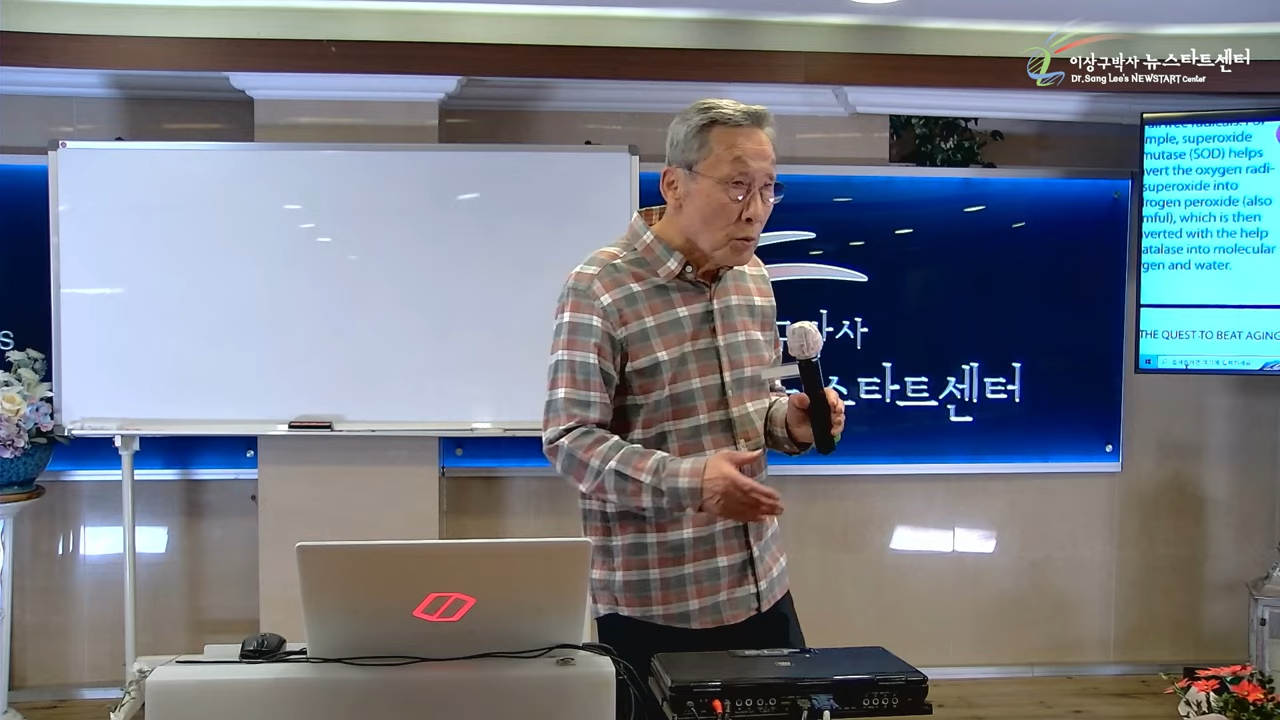 이상구박사 뉴스타트센터
Dr. Sang Lee's NEWSTART Center
mple, superoxide
mutase (SOD) helps
vert the oxygen radi-
superoxide into
rogen peroxide (also
mful), which is then
verted with the help
atalase into molecular
gen and water.
THE QUEST TO BEAT AGING
박사
스타트센터
S